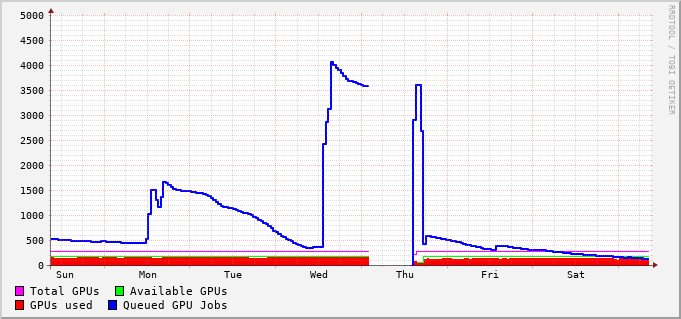 5000
4500
4000
3500
3000
2500
2000
1500
1000
500
0
Sun Mon Tue Wed Thu Fri Sat
Total GPUs Available GPUs
GPUs used Queued GPU Jobs
RRDTOOL / TOBI OETIKER